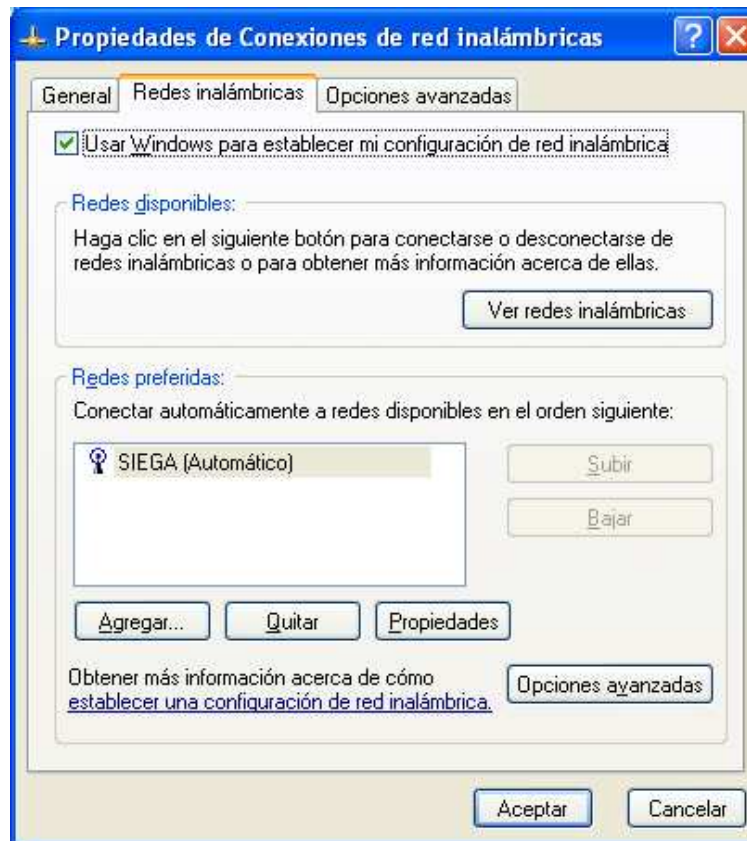 Propiedades de Conexiones de red inalámbricas
General
Redes inalámbricas
Opciones avanzadas
Usar Windows para establecer mi configuración de red inalámbrica
Redes disponibles:
Haga clic en el siguiente botón para conectarse o desconectarse de
redes inalámbricas o para obtener más información acerca de ellas.
Ver redes inalámbricas
Redes preferidas:
Conectar automáticamente a redes disponibles en el orden siguiente:
SIEGA (Automático)
Subir
Bajar
Agregar...
Quitar
Propiedades
Obtener más información acerca de cómo
establecer una configuración de red inalámbrica.
Opciones avanzadas
Aceptar
Cancelar